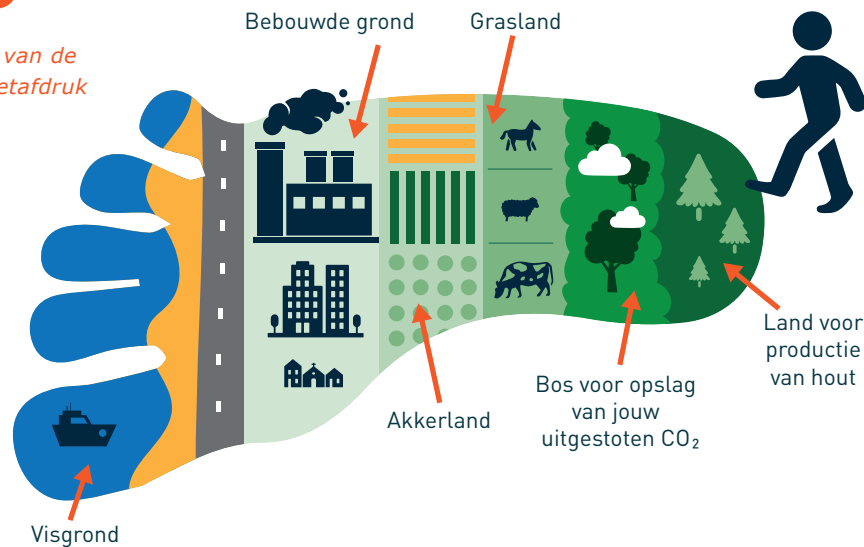 Bebouwde grond
Grasland
van de
etafdruk
Land voor
productie
van hout
Bos voor opslag
van jouw
uitgestoten CO₂
Akkerland
Visgrond